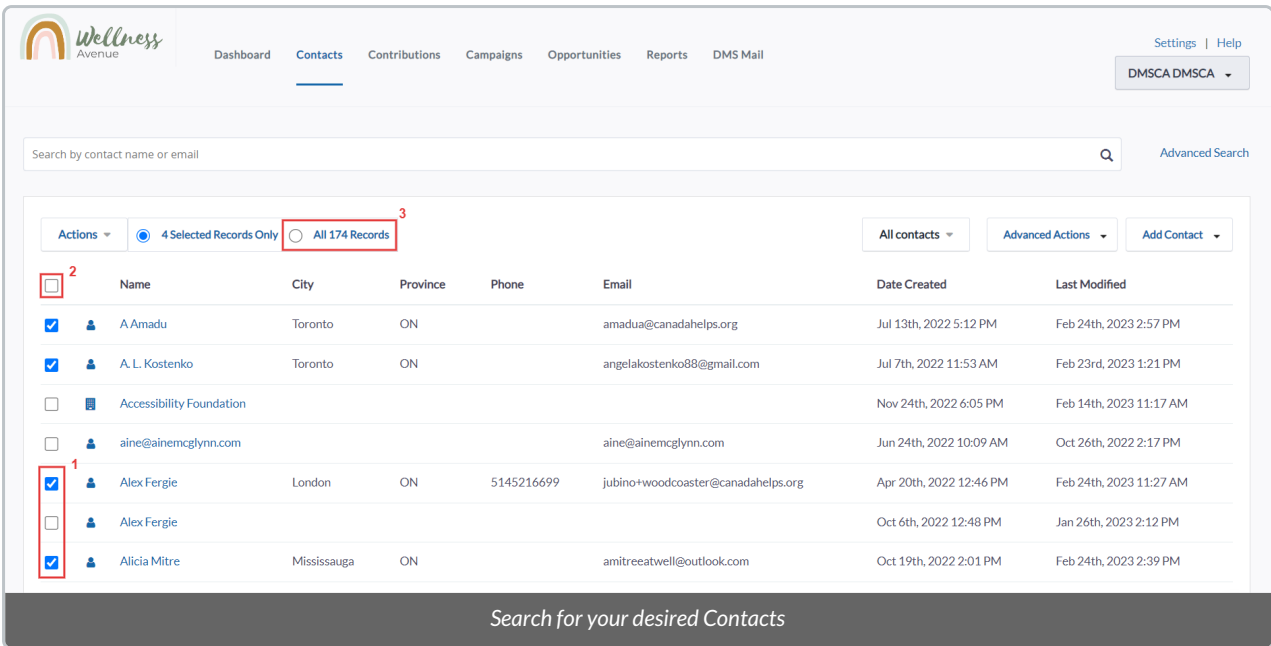 Wellness
Avenue
Dashboard Contacts Contributions Campaigns Opportunities Reports DMS Mail
Settings | Help
DMSCA DMSCA
Search by contact name or email
Advanced Search
Actions 4 Selected Records Only All 174 Records 3 All contacts Advanced Actions Add Contact
2 Name City Province Phone Email Date Created Last Modified
A Amadu Toronto ON amadua@canadahelps.org Jul 13th, 2022 5:12 PM Feb 24th, 2023 2:57 PM
A. L. Kostenko Toronto ON angelakostenko88@gmail.com Jul 7th, 2022 11:53 AM Feb 23rd, 2023 1:21 PM
Accessibility Foundation Nov 24th, 2022 6:05 PM Feb 14th, 2023 11:17 AM
aine@ainemcglynn.com aine@ainemcglynn.com Jun 24th, 2022 10:09 AM Oct 26th, 2022 2:17 PM
1
Alex Fergie London ON 5145216699 jubino+woodcoaster@canadahelps.org Apr 20th, 2022 12:46 PM Feb 24th, 2023 11:27 AM
Alex Fergie Oct 6th, 2022 12:48 PM Jan 26th, 2023 2:12 PM
Alicia Mitre Mississauga ON amitreeatwell@outlook.com Oct 19th, 2022 2:01 PM Feb 24th, 2023 2:39 PM
Search for your desired Contacts